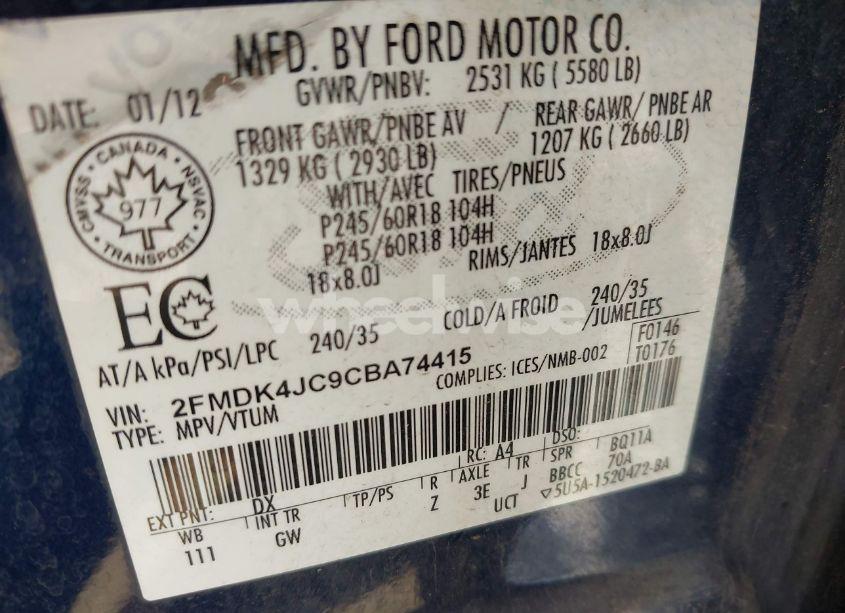 MFD. BY FORD MOTOR CO.
DATE: 01/12
GVWR/PNBV: 2531 KG ( 5580 LB)
FRONT GAWR/PNBE AV / REAR GAWR/ PNBE AR
1329 KG ( 2930 LB) 1207 KG ( 2660 LB)
WITH/AVEC TIRES/PNEUS
P245/60R18 104H
P245/60R18 104H
18x8.0J RIMS/JANTES 18x8.0J
CANADA
CMVSS 977 NSVAC
TRANSPORT
EC
AT/A kPa/PSI/LPC 240/35 COLD/A FROID 240/35
/JUMELEES
wheelwise
VIN: 2FMDK4JC9CBA74415
COMPLIES: ICES/NMB-002
F0146
T0176
TYPE: MPV/VTUM
EXT PNT: DX RC: A4 DSO: BQ11A
WB INT TR TP/PS R AXLE TR SPR 70A
111 GW Z 3E J BBCC
UCT 5U5A-1520472-BA